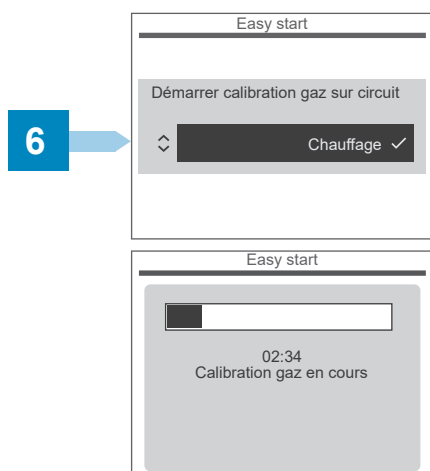 Easy start
Démarrer calibration gaz sur circuit
6
Chauffage ✓
Easy start
02:34
Calibration gaz en cours